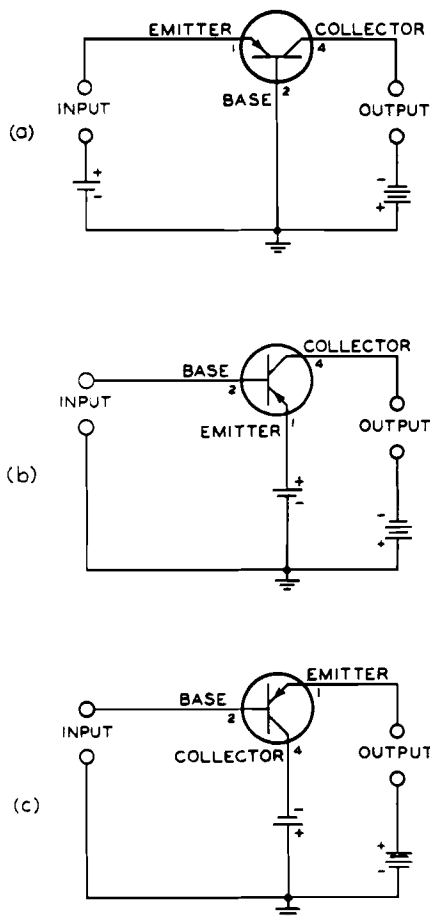 EMITTER COLLECTOR
1 4
2
BASE
INPUT OUTPUT
(a)
+ -
- +
COLLECTOR
4
BASE
2
INPUT
1
EMITTER
OUTPUT
(b)
+
-
-
+
EMITTER
1
BASE
2
INPUT
4
COLLECTOR
OUTPUT
(c)
-
+
+
-